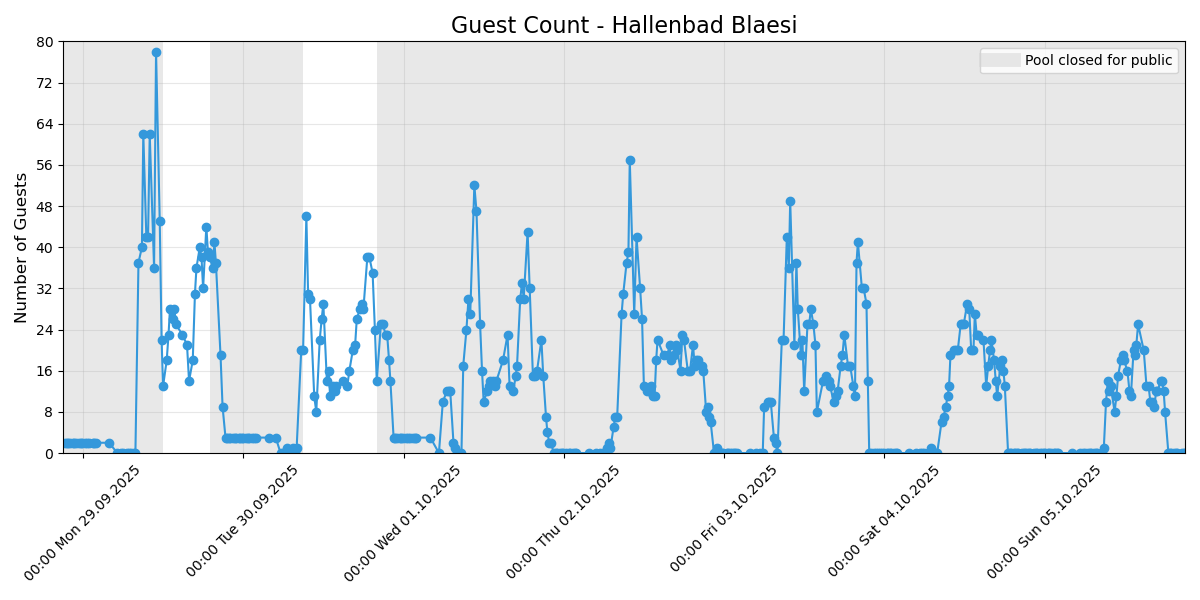 Guest Count - Hallenbad Blaesi
Pool closed for public
Number of Guests
80
72
64
56
48
40
32
24
16
8
0
00:00 Mon 29.09.2025
00:00 Tue 30.09.2025
00:00 Wed 01.10.2025
00:00 Thu 02.10.2025
00:00 Fri 03.10.2025
00:00 Sat 04.10.2025
00:00 Sun 05.10.2025